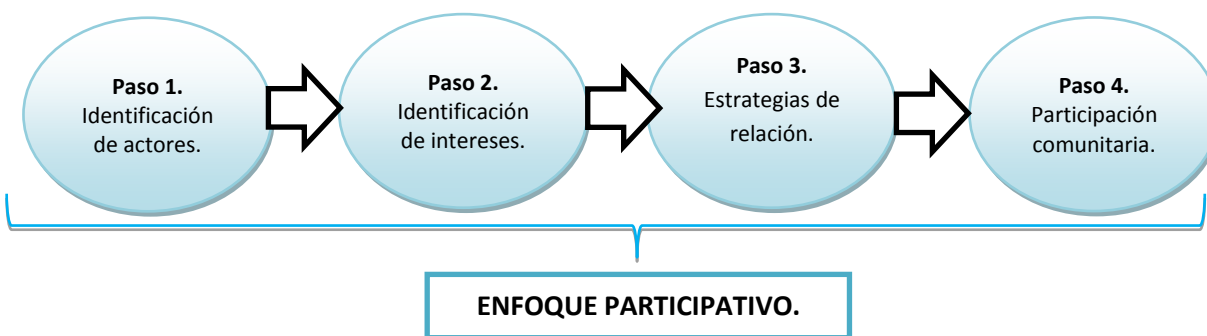 Paso 1.
Identificación
de actores.
Paso 2.
Identificación
de intereses.
Paso 3.
Estrategias de
relación.
Paso 4.
Participación
comunitaria.
ENFOQUE PARTICIPATIVO.